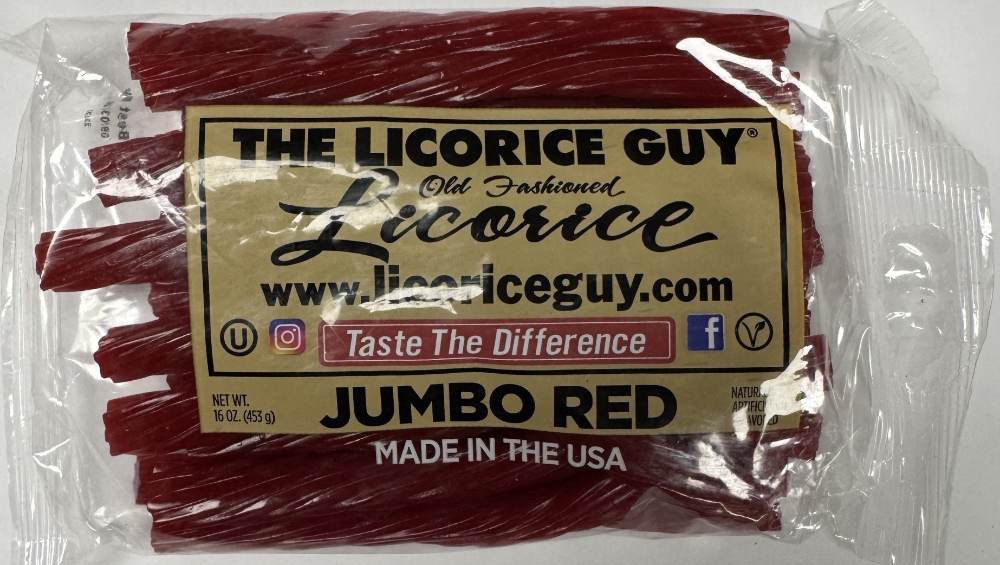 THE LICORICE GUY®
Old Fashioned
Licorice
www.licoriceguy.com
U
f
V
Taste The Difference
NET WT.
16 OZ. (453 g)
JUMBO RED
MADE IN THE USA
Best